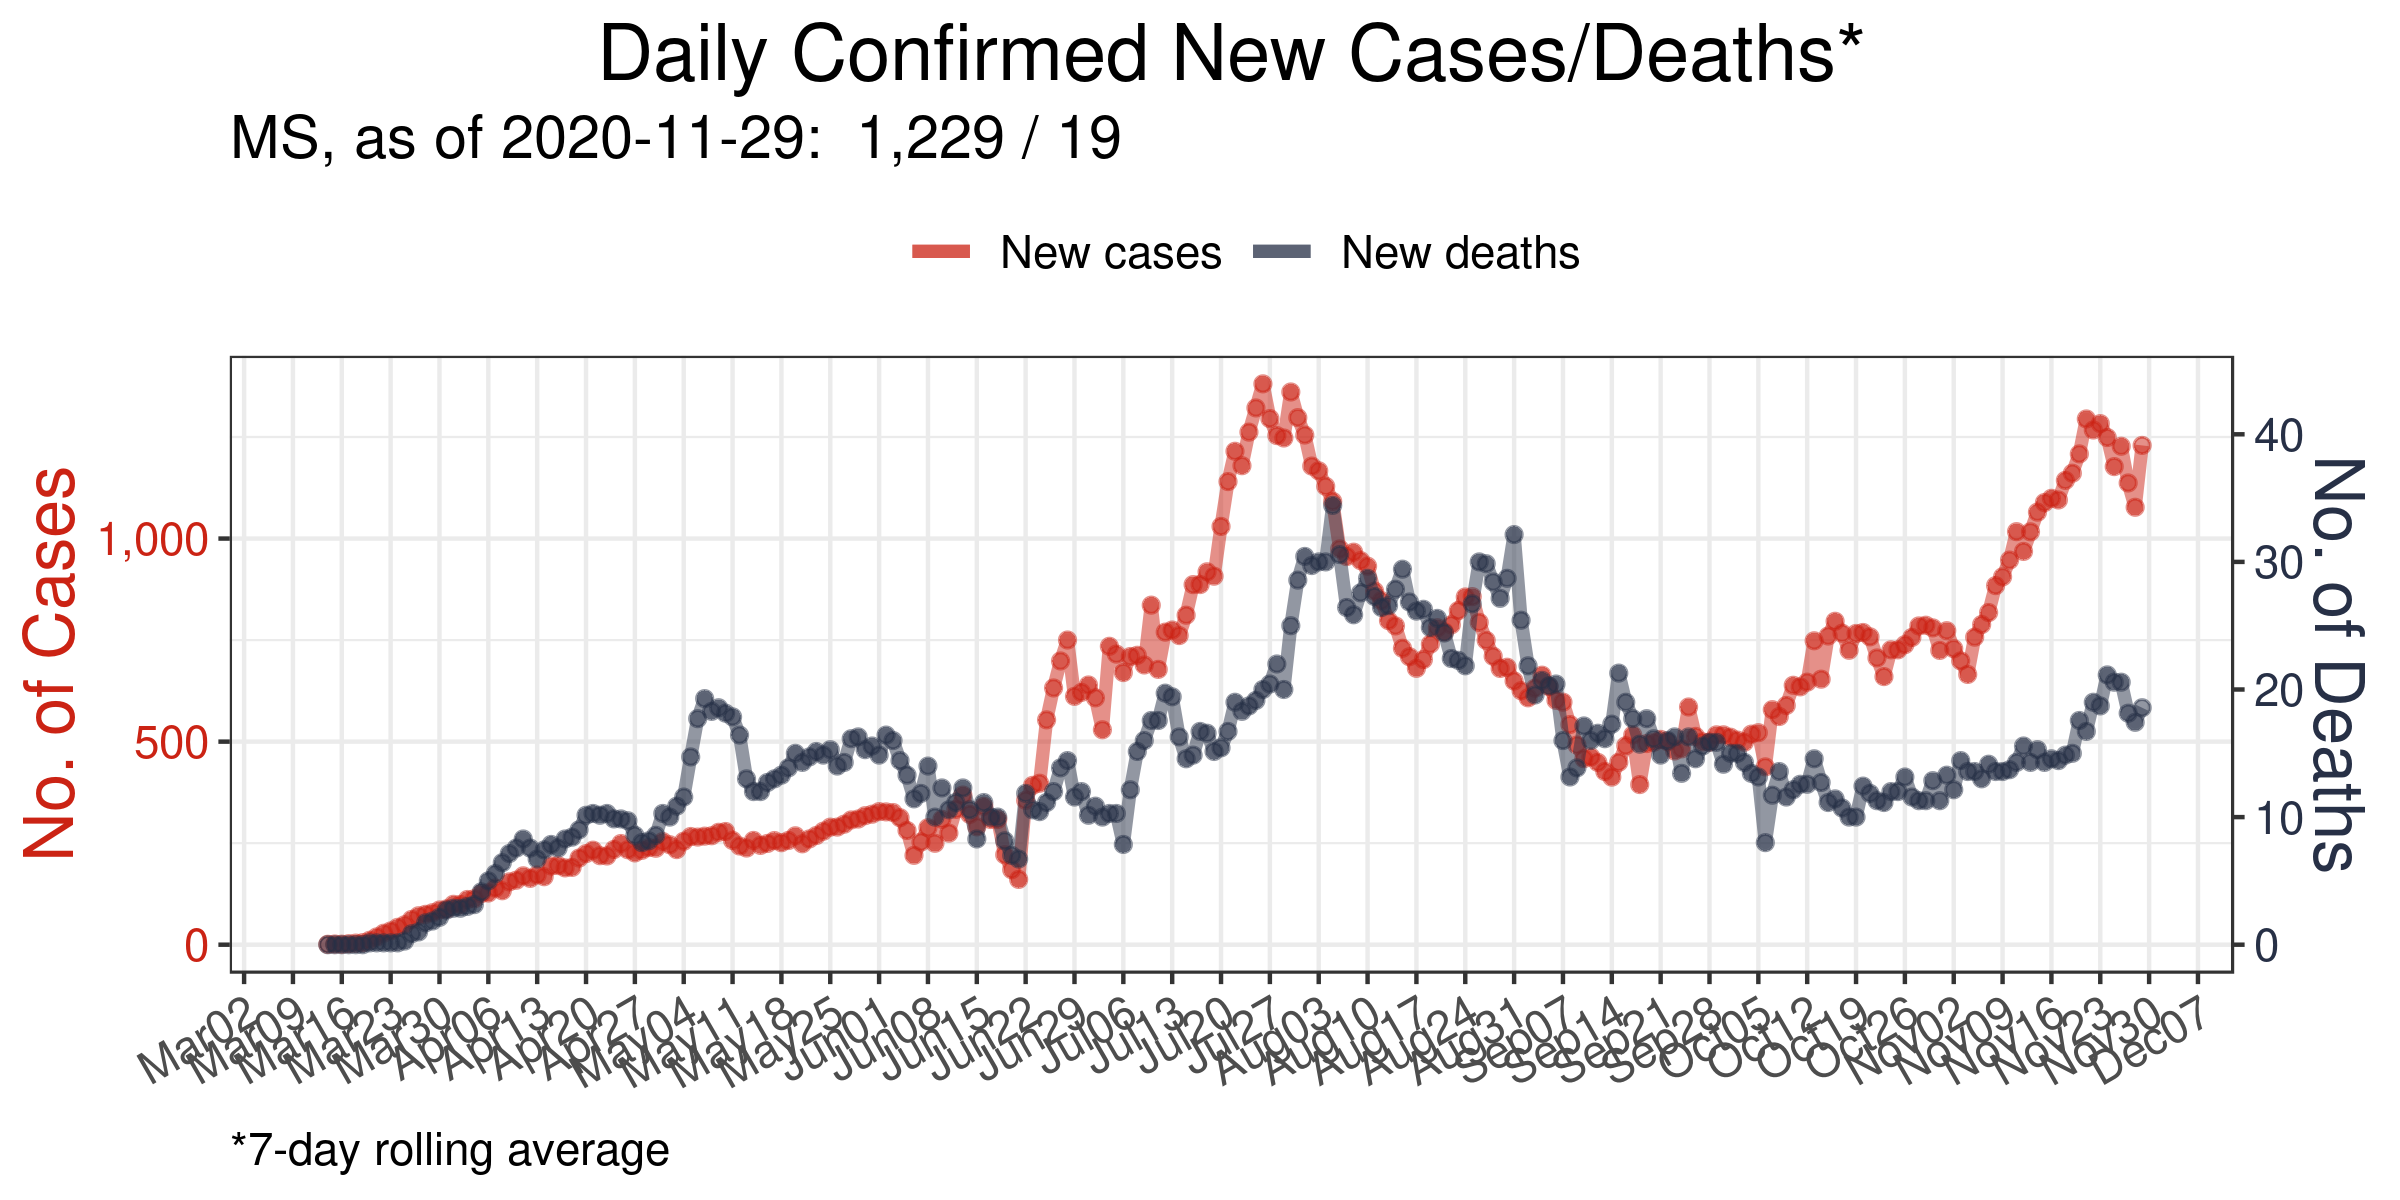 Daily Confirmed New Cases/Deaths*
MS, as of 2020-11-29:  1,229 / 19
New cases
New deaths
No. of Cases
1,000
500
0
40
30
20
10
0
No. of Deaths
Mar02
Mar09
Mar16
Mar23
Mar30
Apr06
Apr13
Apr20
Apr27
May04
May11
May18
May25
Jun01
Jun08
Jun15
Jun22
Jun29
Jul06
Jul13
Jul20
Jul27
Aug03
Aug10
Aug17
Aug24
Aug31
Sep07
Sep14
Sep21
Sep28
Oct05
Oct12
Oct19
Oct26
Nov02
Nov09
Nov16
Nov23
Nov30
Dec07
*7-day rolling average